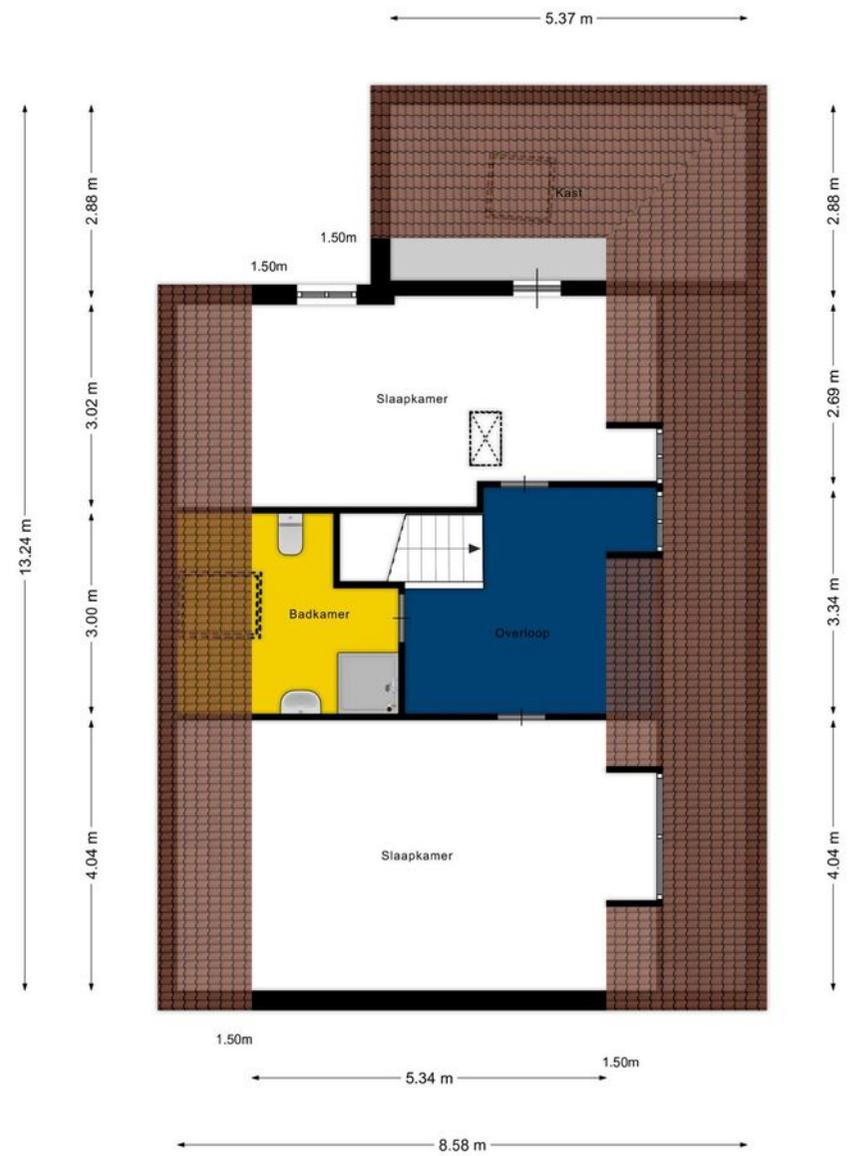 5.37 m
2.88 m
2.88 m
Kast
1.50m
1.50m
3.02 m
2.69 m
Slaapkamer
13.24 m
3.00 m
3.34 m
Badkamer
Overloop
4.04 m
4.04 m
Slaapkamer
1.50m
1.50m
5.34 m
8.58 m